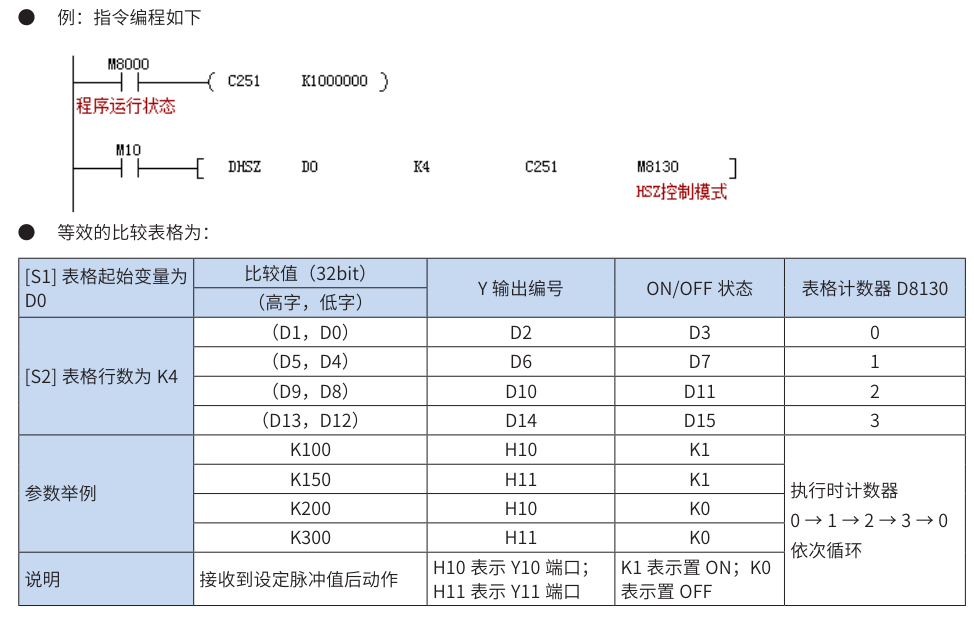 ● 例：指令编程如下
M8000
C251 K1000000
程序运行状态
M10
DHSZ D0 K4 C251 M8130
HSZ控制模式
● 等效的比较表格为：
[S1] 表格起始变量为
D0
比较值（32bit）
（高字，低字）
Y 输出编号
ON/OFF 状态
表格计数器 D8130
[S2] 表格行数为 K4
（D1，D0） D2 D3 0
（D5，D4） D6 D7 1
（D9，D8） D10 D11 2
（D13，D12） D14 D15 3
参数举例
K100 H10 K1
K150 H11 K1
K200 H10 K0
K300 H11 K0
执行时计数器
0 → 1 → 2 → 3 → 0
依次循环
说明
接收到设定脉冲值后动作
H10 表示 Y10 端口；
H11 表示 Y11 端口
K1 表示置 ON；K0
表示置 OFF